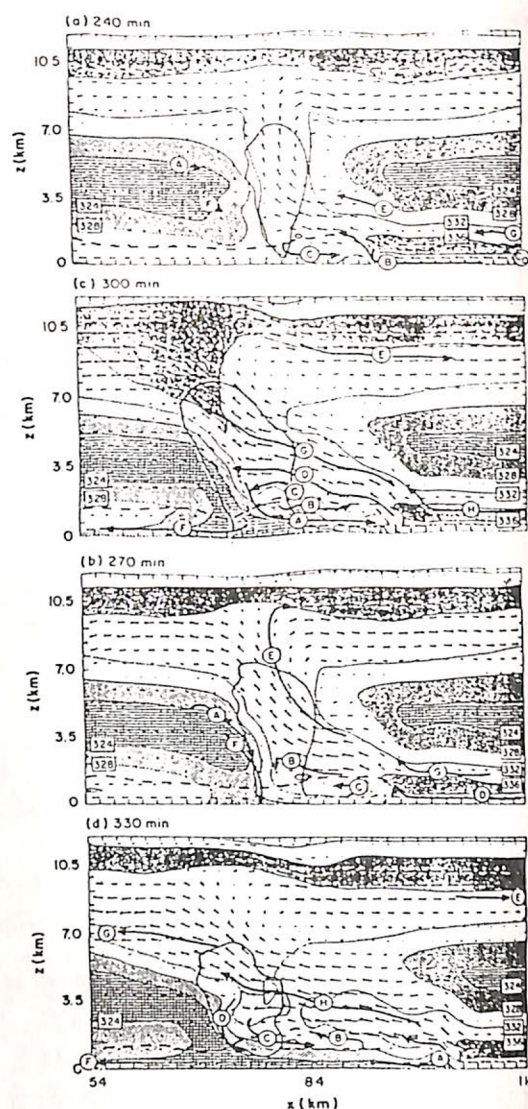 (a) 240 min
10.5
7.0
z (km)
3.5
0
A
E
G
C
B
324
328
332
336
324
328
(c) 300 min
10.5
7.0
z (km)
3.5
0
E
G
D
C
B
A
H
F
324
329
324
328
332
336
(b) 270 min
10.5
7.0
z (km)
3.5
0
E
A
F
B
G
C
D
324
328
324
328
332
336
(d) 330 min
10.5
7.0
z (km)
3.5
0
E
G
H
D
C
B
A
F
324
324
328
332
336
54
84
x (km)